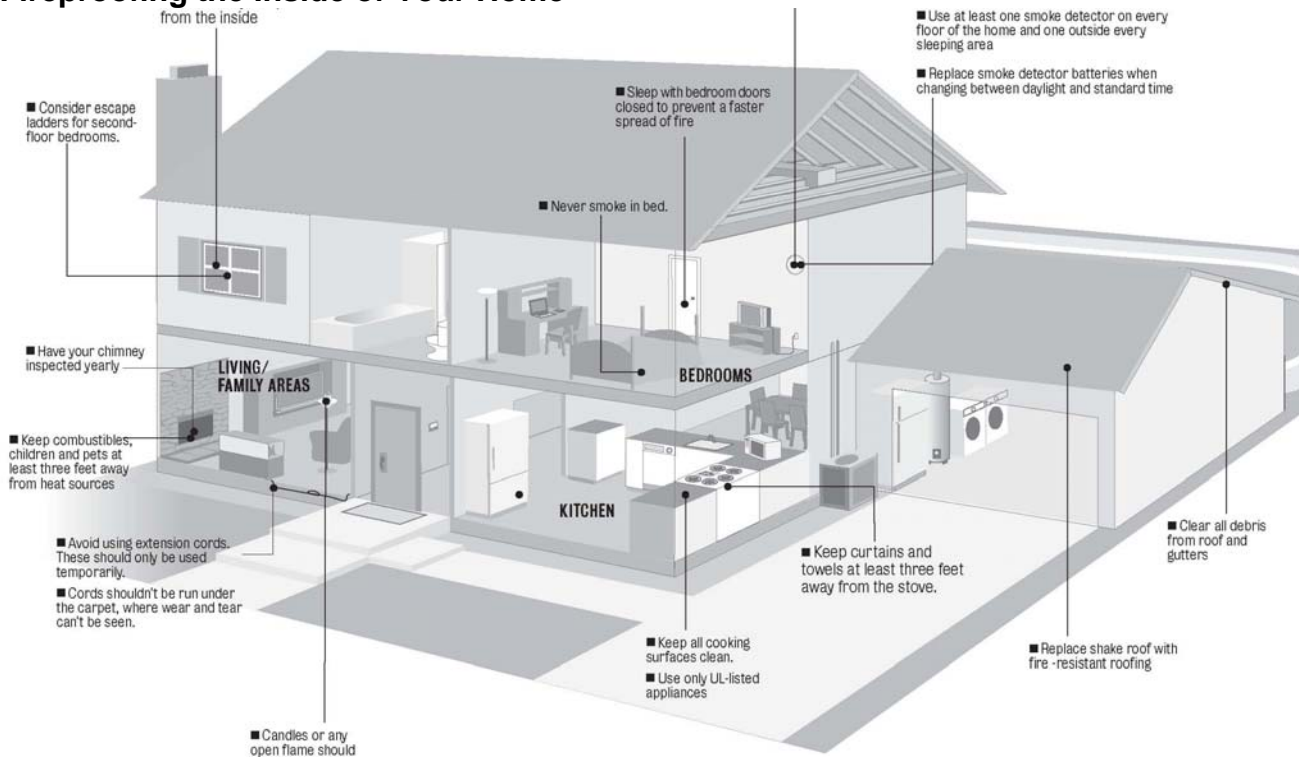 Fireproofing the Inside of Your Home
from the inside
■ Use at least one smoke detector on every
floor of the home and one outside every
sleeping area
■ Replace smoke detector batteries when
changing between daylight and standard time
■ Consider escape
ladders for second-
floor bedrooms.
■ Sleep with bedroom doors
closed to prevent a faster
spread of fire
■ Never smoke in bed.
■ Have your chimney
inspected yearly
LIVING/
FAMILY AREAS
BEDROOMS
■ Keep combustibles,
children and pets at
least three feet away
from heat sources
KITCHEN
■ Avoid using extension cords.
These should only be used
temporarily.
■ Cords shouldn't be run under
the carpet, where wear and tear
can't be seen.
■ Keep curtains and
towels at least three feet
away from the stove.
■ Clear all debris
from roof and
gutters
■ Keep all cooking
surfaces clean.
■ Use only UL-listed
appliances
■ Replace shake roof with
fire -resistant roofing
■ Candles or any
open flame should